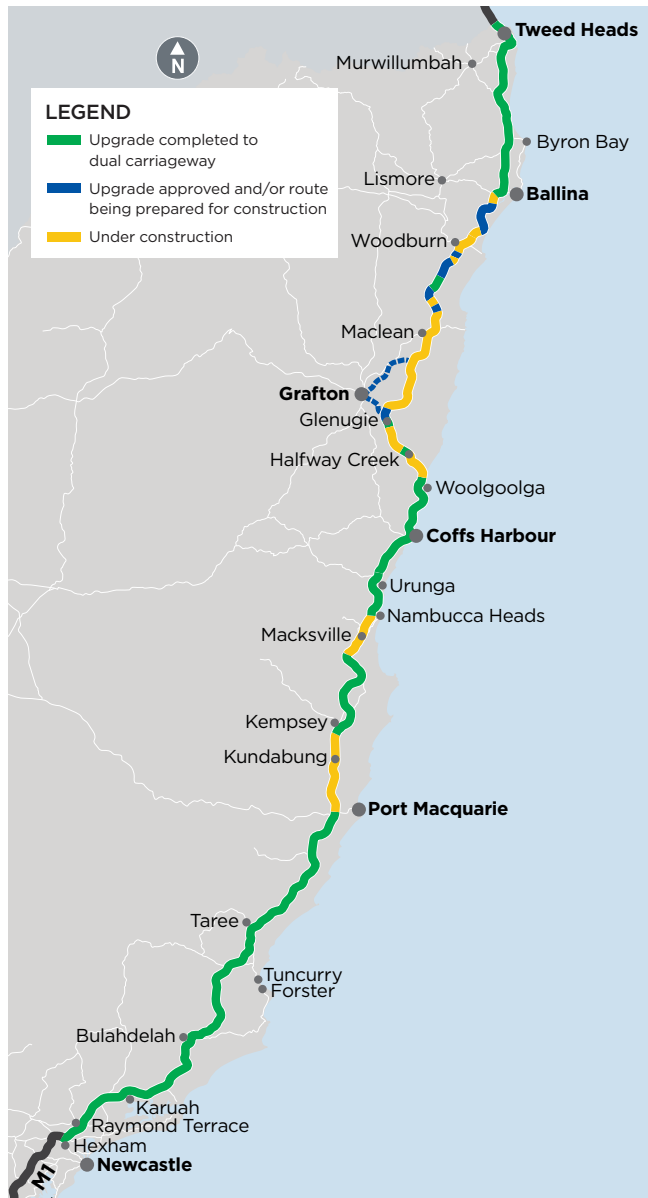 Tweed Heads
Murwillumbah
N
LEGEND
Upgrade completed to
dual carriageway
Upgrade approved and/or route
being prepared for construction
Under construction
Byron Bay
Lismore
Ballina
Woodburn
Maclean
Grafton
Glenugie
Halfway Creek
Woolgoolga
Coffs Harbour
Urunga
Nambucca Heads
Macksville
Kempsey
Kundabung
Port Macquarie
Taree
Tuncurry
Forster
Bulahdelah
Karuah
Raymond Terrace
Hexham
Newcastle
M1